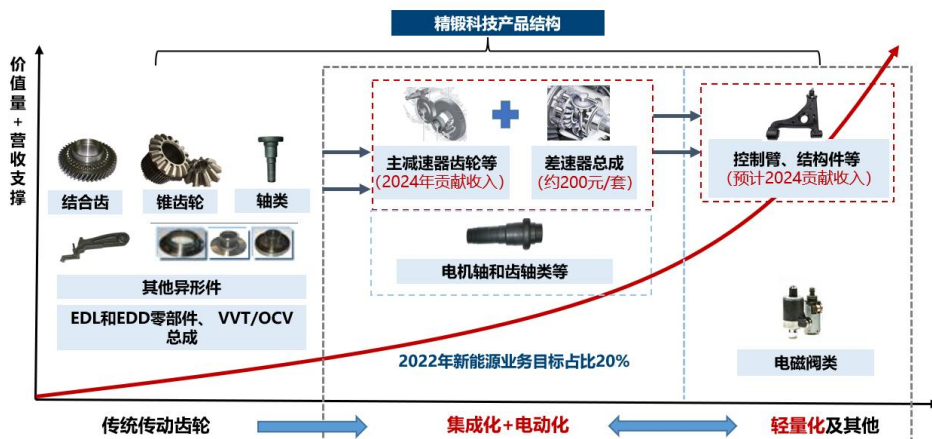 精锻科技产品结构
价值量+营收支撑
结合齿
锥齿轮
轴类
其他异形件
EDL和EDD零部件、VVT/OCV
总成
主减速器齿轮等
(2024年贡献收入)
差速器总成
(约200元/套)
电机轴和齿轴类等
2022年新能源业务目标占比20%
控制臂、结构件等
(预计2024贡献收入)
电磁阀类
传统传动齿轮
集成化+电动化
轻量化及其他